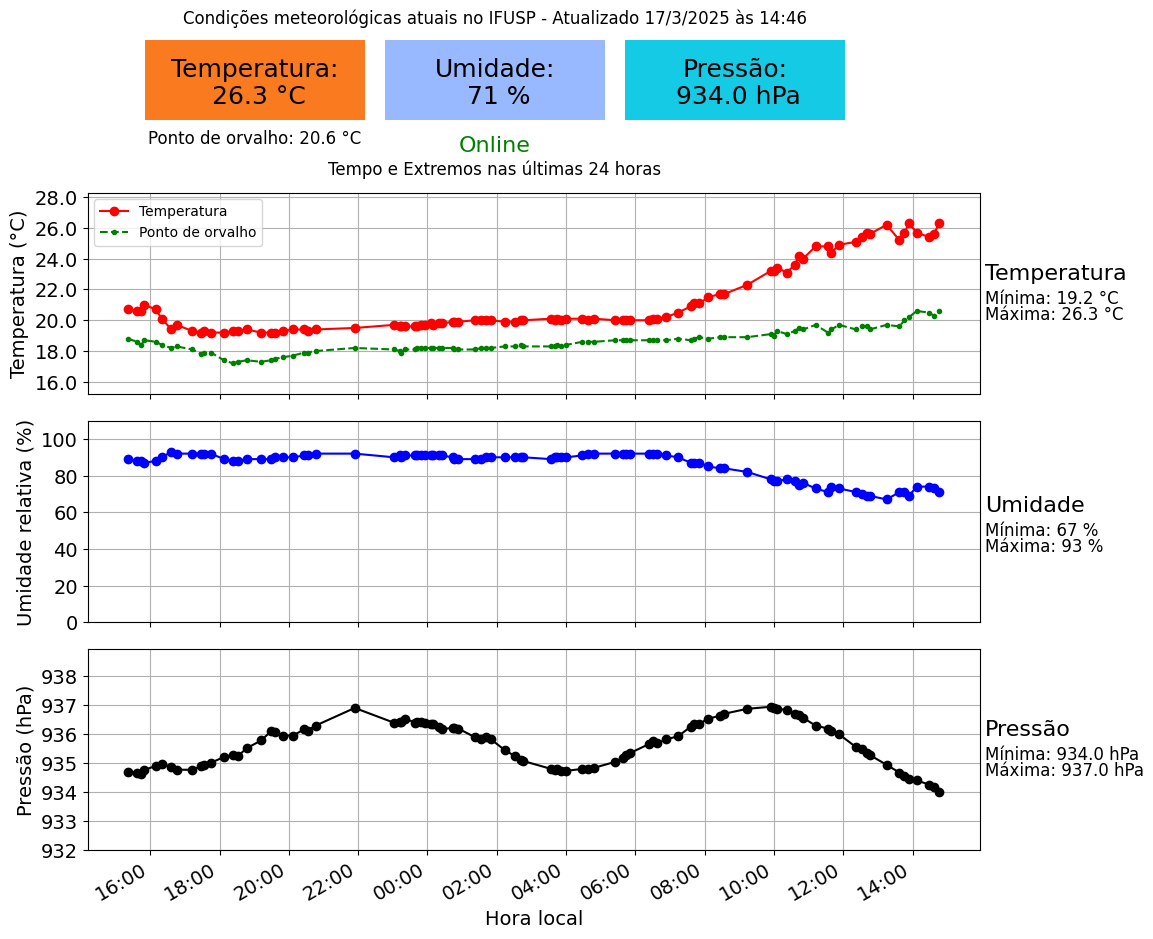 Condições meteorológicas atuais no IFUSP - Atualizado 17/3/2025 às 14:46
Temperatura:
26.3 °C
Umidade:
71 %
Pressão:
934.0 hPa
Ponto de orvalho: 20.6 °C
Online
Tempo e Extremos nas últimas 24 horas
Temperatura (°C)
28.0
26.0
24.0
22.0
20.0
18.0
16.0
Temperatura
Ponto de orvalho
Temperatura
Mínima: 19.2 °C
Máxima: 26.3 °C
Umidade relativa (%)
100
80
60
40
20
0
Umidade
Mínima: 67 %
Máxima: 93 %
Pressão (hPa)
938
937
936
935
934
933
932
Pressão
Mínima: 934.0 hPa
Máxima: 937.0 hPa
16:00 18:00 20:00 22:00 00:00 02:00 04:00 06:00 08:00 10:00 12:00 14:00
Hora local